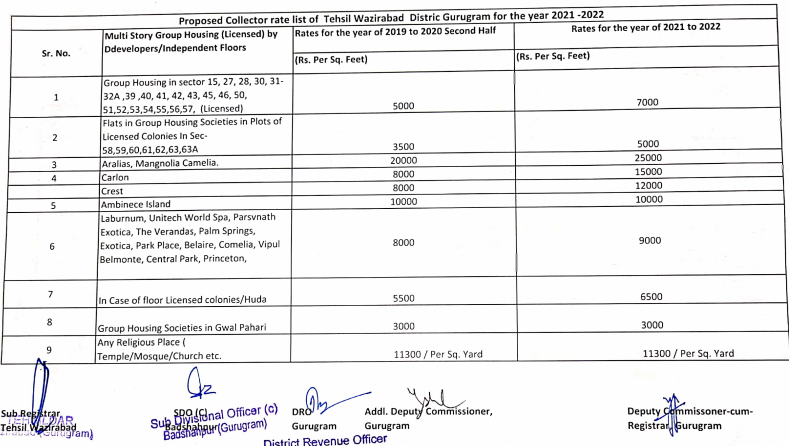 Proposed Collector rate list of Tehsil Wazirabad Distric Gurugram for the year 2021 -2022
Sr. No.
Multi Story Group Housing (Licensed) by
Ddevelopers/Independent Floors
Rates for the year of 2019 to 2020 Second Half
Rates for the year of 2021 to 2022
(Rs. Per Sq. Feet)
(Rs. Per Sq. Feet)
1
Group Housing in sector 15, 27, 28, 30, 31-
32A ,39 ,40, 41, 42, 43, 45, 46, 50,
51,52,53,54,55,56,57, (Licensed)
5000
7000
2
Flats in Group Housing Societies in Plots of
Licensed Colonies In Sec-
58,59,60,61,62,63,63A
3500
5000
3
Aralias, Mangnolia Camelia.
20000
25000
4
Carlon
8000
15000
Crest
8000
12000
5
Ambinece Island
10000
10000
6
Laburnum, Unitech World Spa, Parsvnath
Exotica, The Verandas, Palm Springs,
Exotica, Park Place, Belaire, Comelia, Vipul
Belmonte, Central Park, Princeton,
8000
9000
7
In Case of floor Licensed colonies/Huda
5500
6500
8
Group Housing Societies in Gwal Pahari
3000
3000
9
Any Religious Place (
Temple/Mosque/Church etc.
11300 / Per Sq. Yard
11300 / Per Sq. Yard
Sub Registrar
Tehsil Wazirabad
TEHSILDAR
(Gurugram)
SDO (C)
Badshahpur
Sub Divisional Officer (c)
Badshahpur (Gurugram)
DRO
Gurugram
District Revenue Officer
Addl. Deputy Commissioner,
Gurugram
Deputy Commissoner-cum-
Registrar, Gurugram